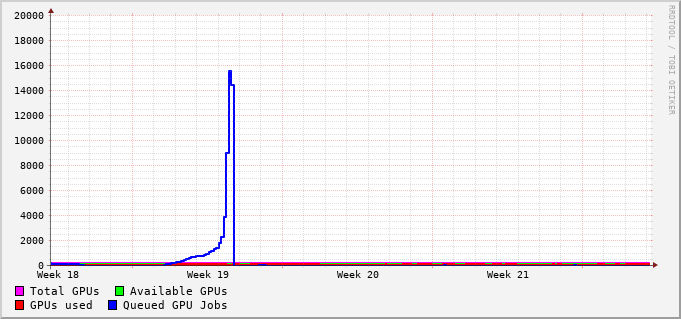 20000
18000
16000
14000
12000
10000
8000
6000
4000
2000
0
Week 18 Week 19 Week 20 Week 21
Total GPUs Available GPUs
GPUs used Queued GPU Jobs
RRDTOOL / TOBI OETIKER